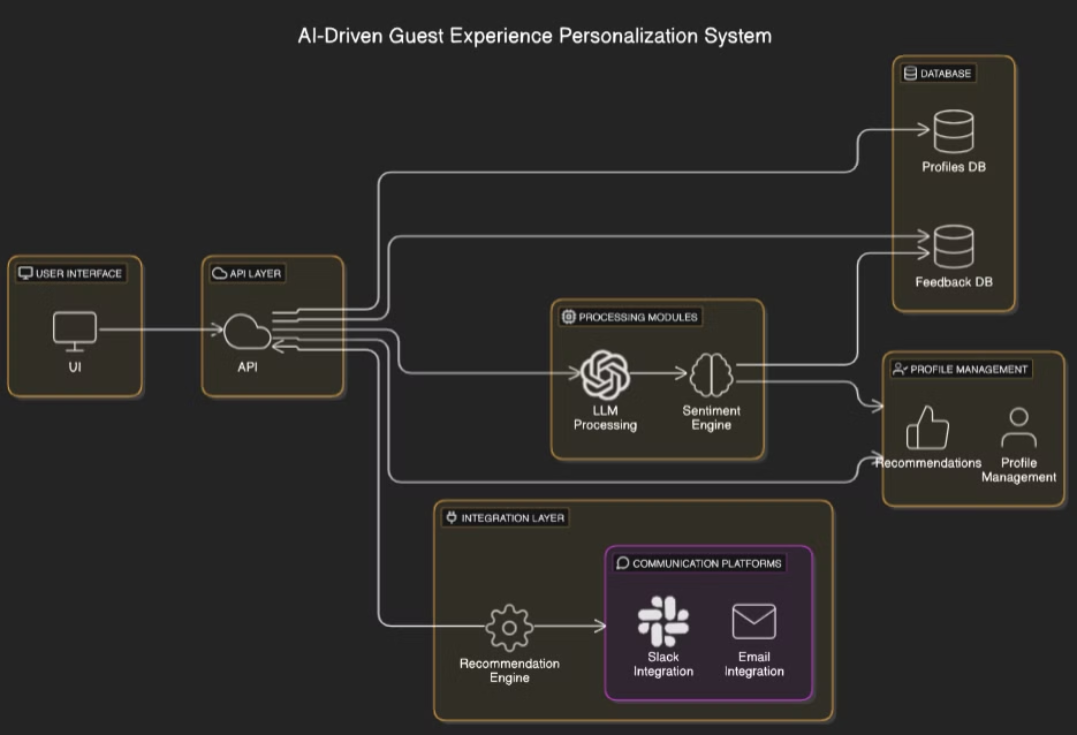 AI-Driven Guest Experience Personalization System
DATABASE
Profiles DB
Feedback DB
USER INTERFACE
UI
API LAYER
API
PROCESSING MODULES
LLM
Processing
Sentiment
Engine
PROFILE MANAGEMENT
Recommendations
Profile
Management
INTEGRATION LAYER
Recommendation
Engine
COMMUNICATION PLATFORMS
Slack
Integration
Email
Integration